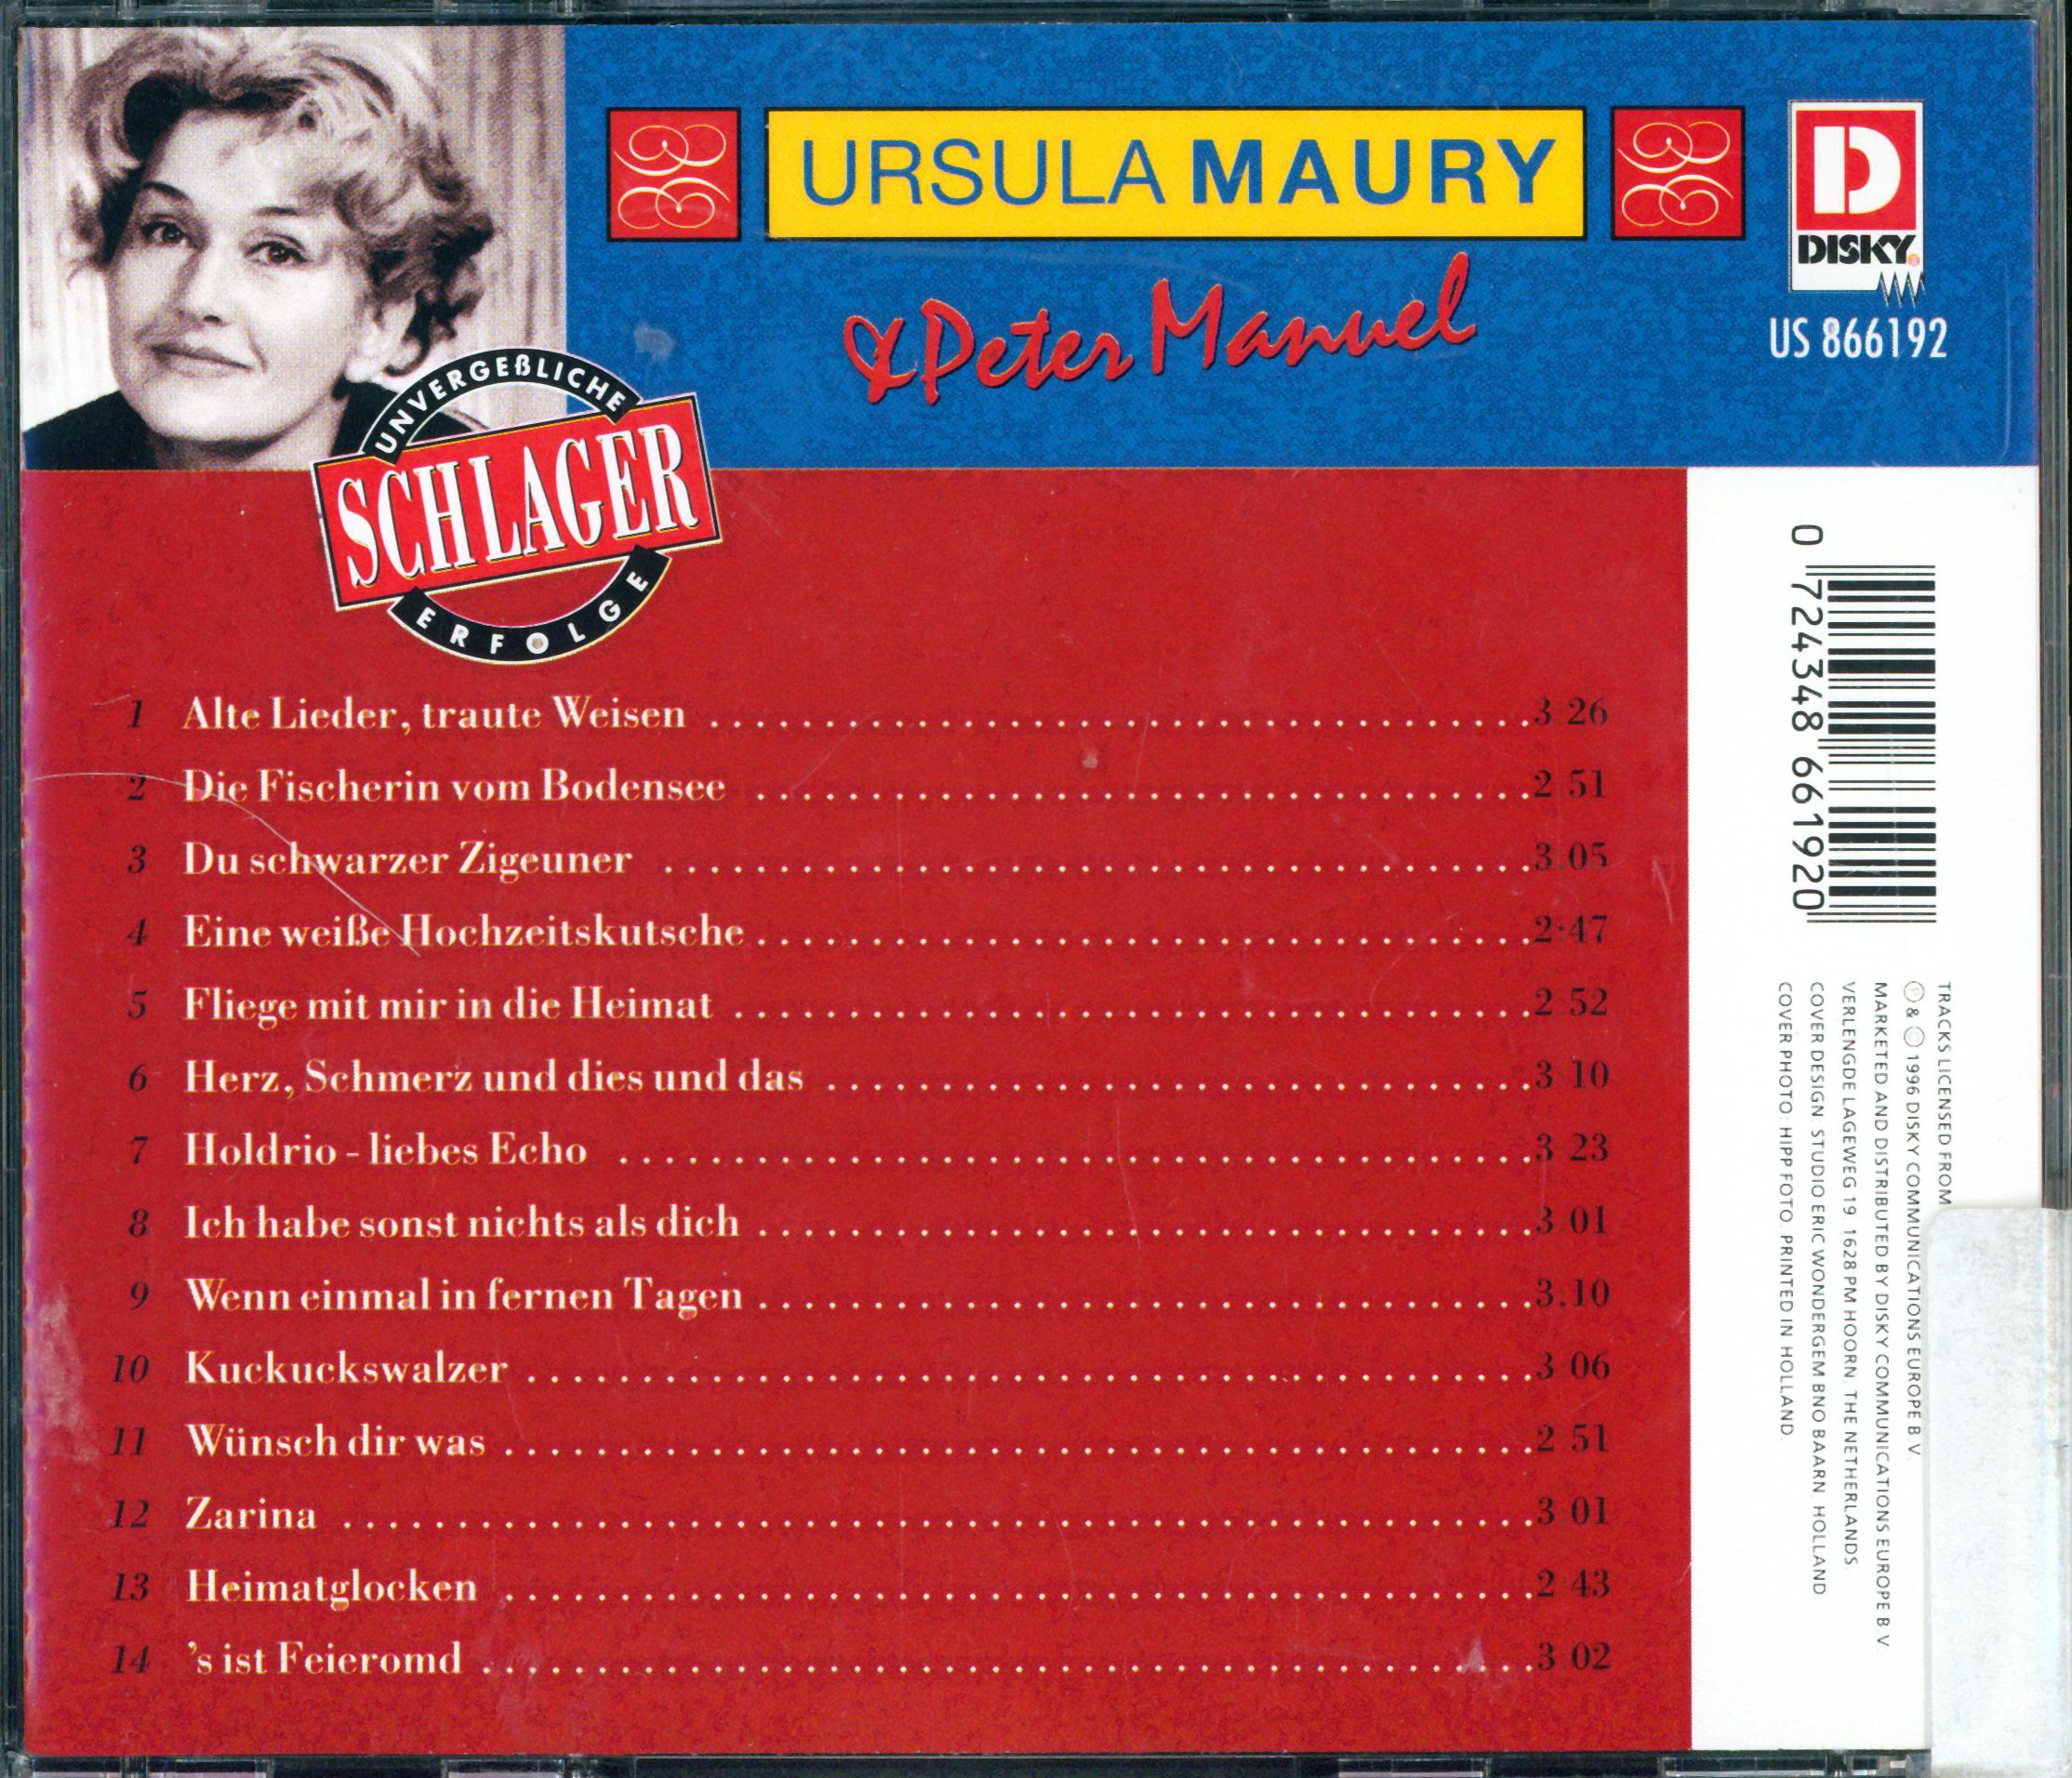 URSULA MAURY
& Peter Manuel
D
DISKY.
US 866192
UNVERGEßLICHE
SCHLAGER
ERFOLGE
1 Alte Lieder, traute Weisen 3 26
2 Die Fischerin vom Bodensee 2 51
3 Du schwarzer Zigeuner 3.05
4 Eine weiße Hochzeitskutsche 2·47
5 Fliege mit mir in die Heimat 2 52
6 Herz, Schmerz und dies und das 3 10
7 Holdrio - liebes Echo 3 23
8 Ich habe sonst nichts als dich 3 01
9 Wenn einmal in fernen Tagen 3.10
10 Kuckuckswalzer 3 06
11 Wünsch dir was 2 51
12 Zarina 3 01
13 Heimatglocken 2 43
14 's ist Feieromd 3 02
0 724348 661920
TRACKS LICENSED FROM
℗ & © 1996 DISKY COMMUNICATIONS EUROPE B V.
MARKETED AND DISTRIBUTED BY DISKY COMMUNICATIONS EUROPE B V
VERLENGDE LAGEWEG 19, 1628 PM HOORN, THE NETHERLANDS.
COVER DESIGN: STUDIO ERIC WONDERGEM BNO BAARN HOLLAND
COVER PHOTO: HIPP FOTO. PRINTED IN HOLLAND.